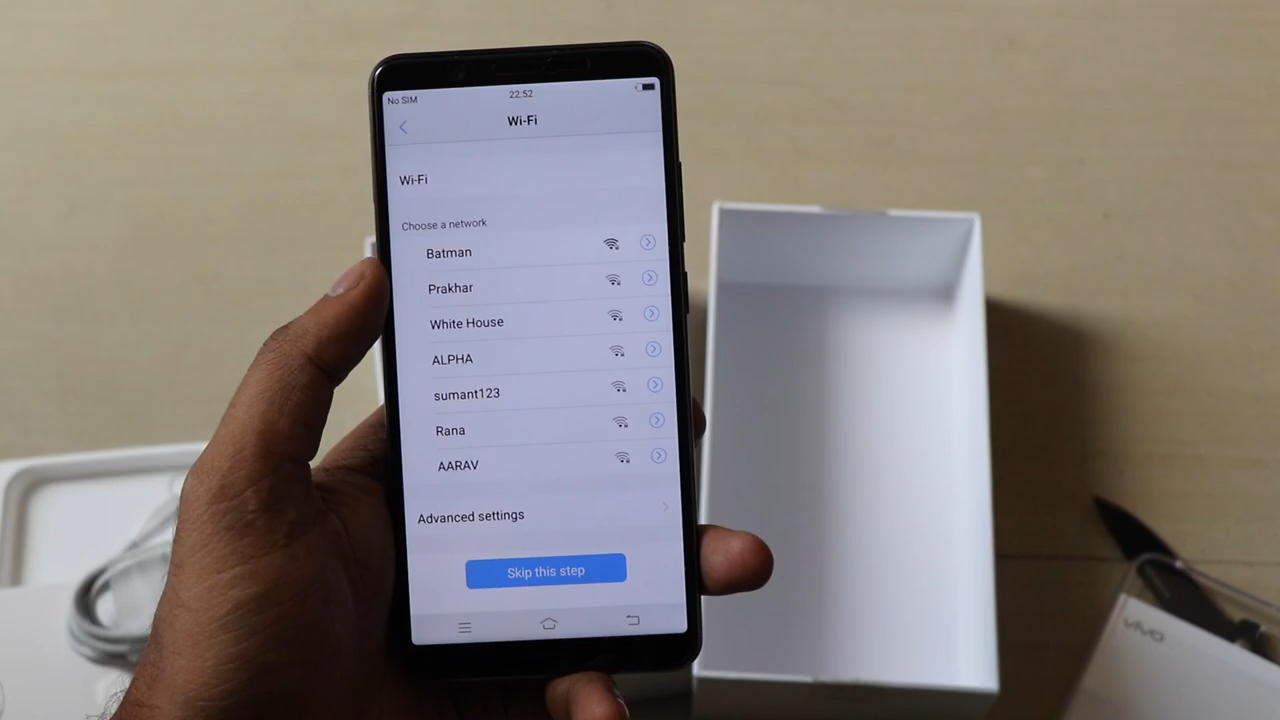 No SIM 22:52
Wi-Fi
Wi-Fi
Choose a network
Batman
Prakhar
White House
ALPHA
sumant123
Rana
AARAV
Advanced settings
Skip this step
vivo